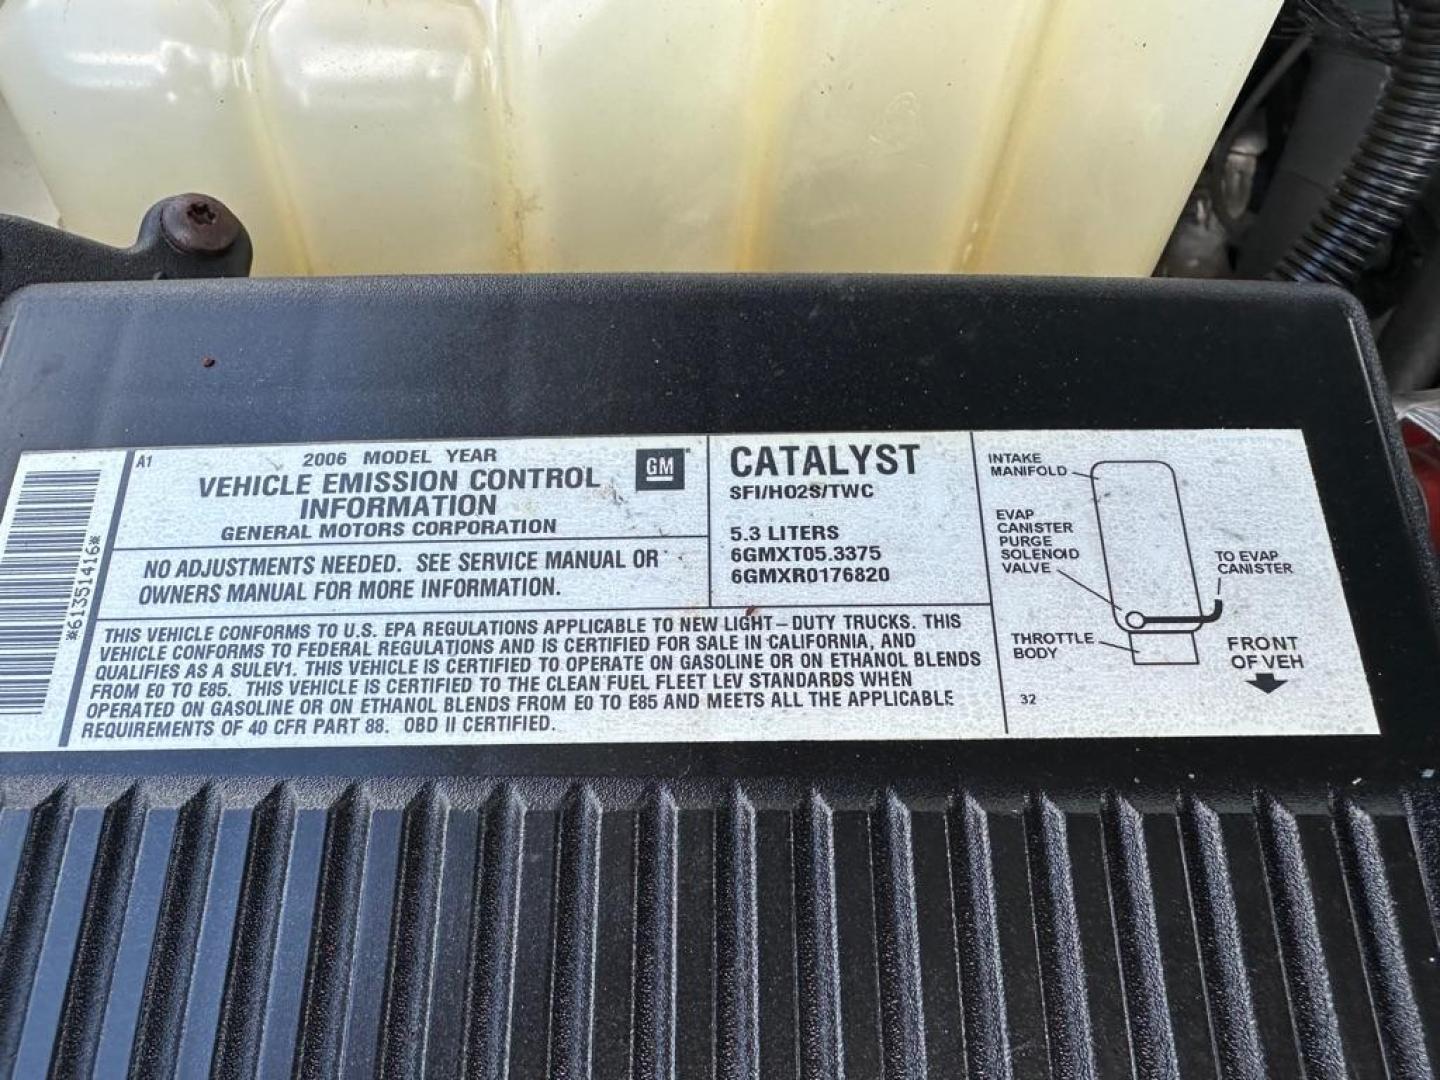 *61351416*
A1
2006 MODEL YEAR
VEHICLE EMISSION CONTROL
INFORMATION
GENERAL MOTORS CORPORATION
GM
NO ADJUSTMENTS NEEDED. SEE SERVICE MANUAL OR
OWNERS MANUAL FOR MORE INFORMATION.
CATALYST
SFI/HO2S/TWC
5.3 LITERS
6GMXT05.3375
6GMXR0176820
THIS VEHICLE CONFORMS TO U.S. EPA REGULATIONS APPLICABLE TO NEW LIGHT-DUTY TRUCKS. THIS
VEHICLE CONFORMS TO FEDERAL REGULATIONS AND IS CERTIFIED FOR SALE IN CALIFORNIA, AND
QUALIFIES AS A SULEV1. THIS VEHICLE IS CERTIFIED TO OPERATE ON GASOLINE OR ON ETHANOL BLENDS
FROM E0 TO E85. THIS VEHICLE IS CERTIFIED TO THE CLEAN FUEL FLEET LEV STANDARDS WHEN
OPERATED ON GASOLINE OR ON ETHANOL BLENDS FROM E0 TO E85 AND MEETS ALL THE APPLICABLE
REQUIREMENTS OF 40 CFR PART 88. OBD II CERTIFIED.
INTAKE
MANIFOLD
EVAP
CANISTER
PURGE
SOLENOID
VALVE
TO EVAP
CANISTER
THROTTLE
BODY
FRONT
OF VEH
32